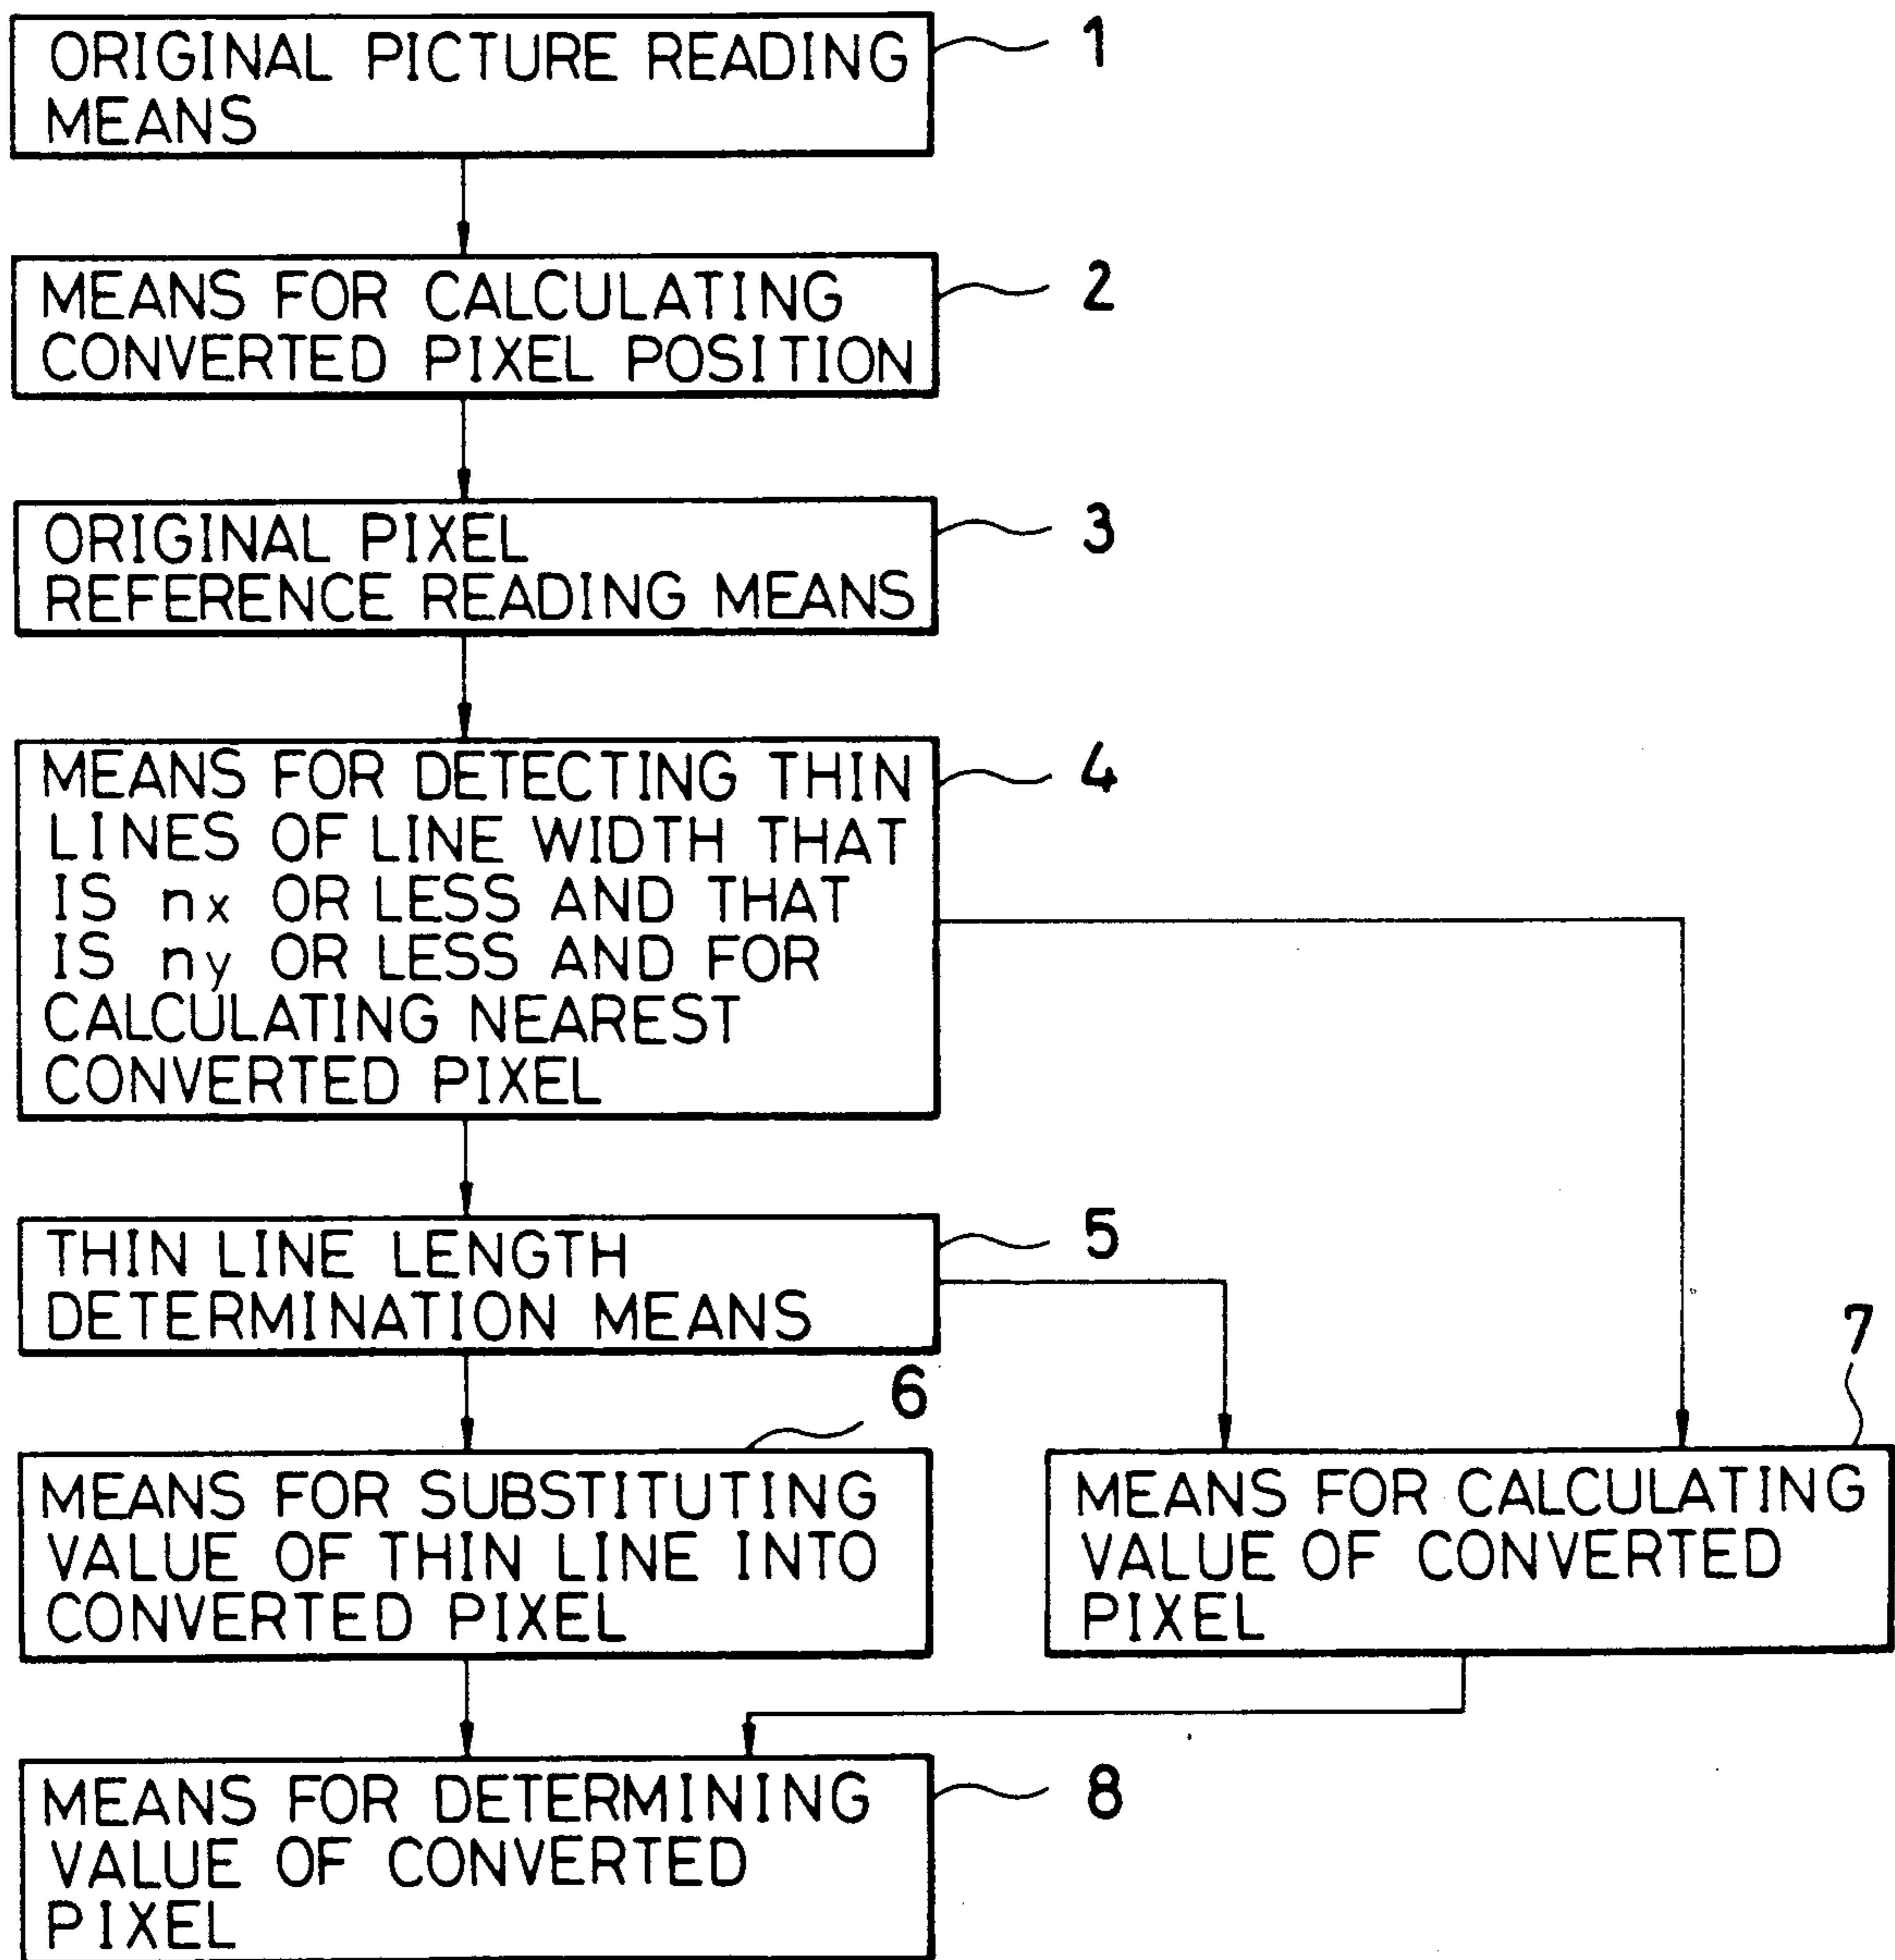 ORIGINAL PICTURE READING
MEANS
1
MEANS FOR CALCULATING
CONVERTED PIXEL POSITION
2
ORIGINAL PIXEL
REFERENCE READING MEANS
3
MEANS FOR DETECTING THIN
LINES OF LINE WIDTH THAT
IS nx OR LESS AND THAT
IS ny OR LESS AND FOR
CALCULATING NEAREST
CONVERTED PIXEL
4
THIN LINE LENGTH
DETERMINATION MEANS
5
6
MEANS FOR SUBSTITUTING
VALUE OF THIN LINE INTO
CONVERTED PIXEL
7
MEANS FOR CALCULATING
VALUE OF CONVERTED
PIXEL
MEANS FOR DETERMINING
VALUE OF CONVERTED
PIXEL
8